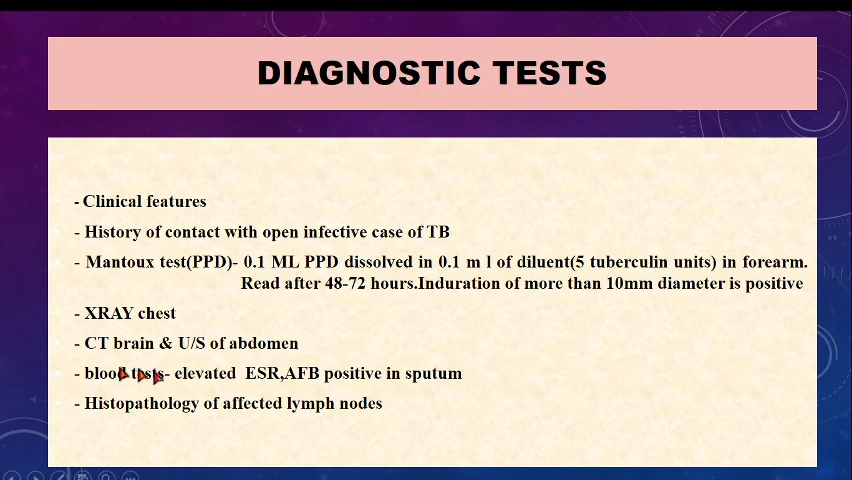 DIAGNOSTIC TESTS
- Clinical features
- History of contact with open infective case of TB
- Mantoux test(PPD)- 0.1 ML PPD dissolved in 0.1 m l of diluent(5 tuberculin units) in forearm.
Read after 48-72 hours.Induration of more than 10mm diameter is positive
- XRAY chest
- CT brain & U/S of abdomen
- blood tests- elevated  ESR,AFB positive in sputum
- Histopathology of affected lymph nodes